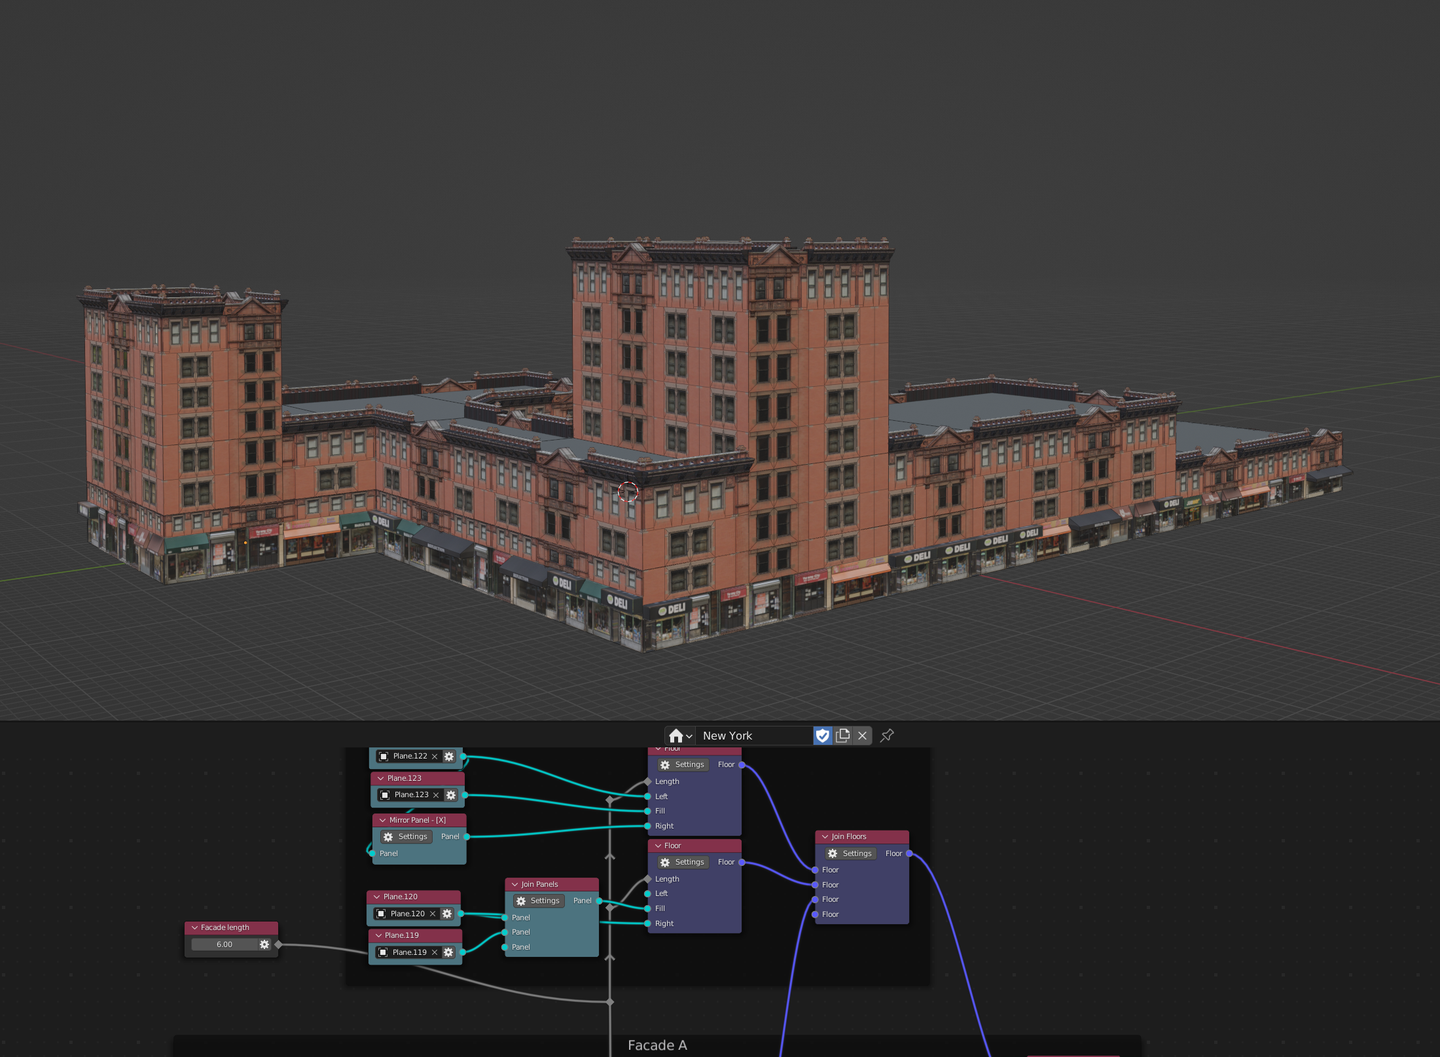 DELI
DELI
DELI
DELI
DELI
DELI
DELI
DELI
DELI
New York
Plane.122
Plane.123
Plane.123
Mirror Panel - [X]
Settings
Panel
Panel
Floor
Settings
Floor
Length
Left
Fill
Right
Floor
Settings
Floor
Length
Left
Fill
Right
Join Floors
Settings
Floor
Floor
Floor
Floor
Floor
Plane.120
Plane.120
Plane.119
Plane.119
Join Panels
Settings
Panel
Panel
Panel
Panel
Facade length
6.00
Facade A